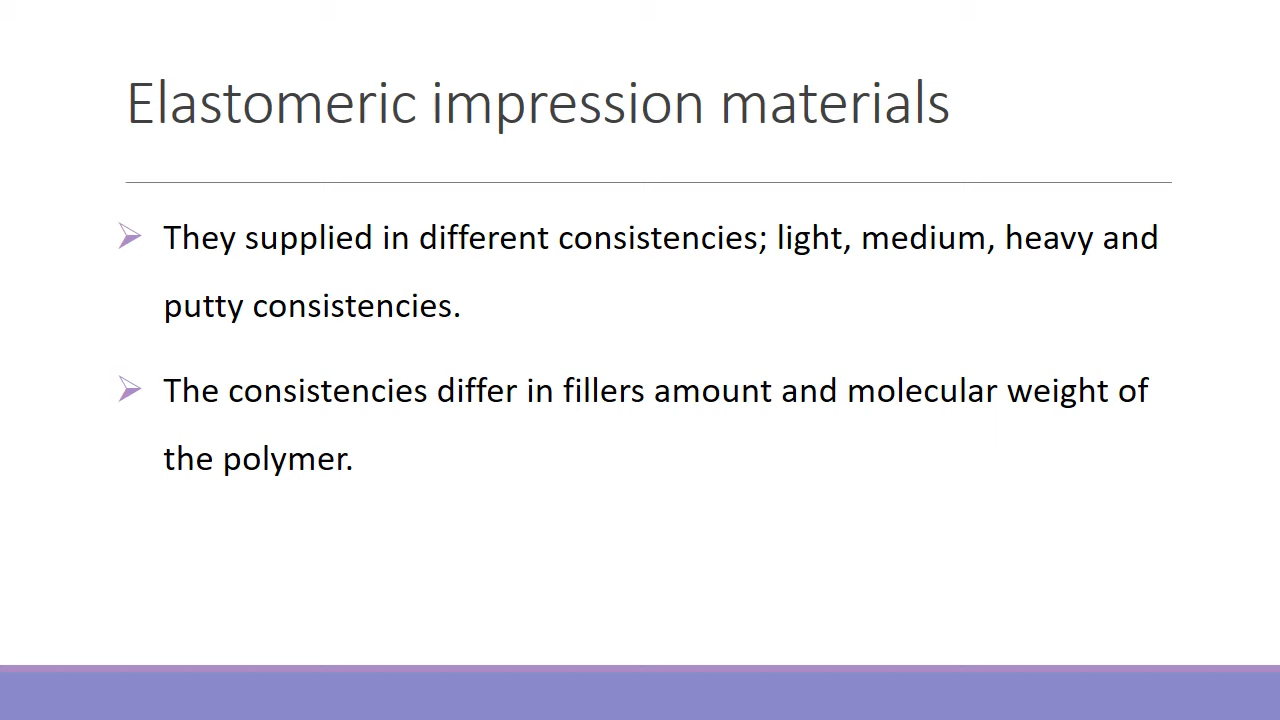 Elastomeric impression materials
They supplied in different consistencies; light, medium, heavy and
putty consistencies.
The consistencies differ in fillers amount and molecular weight of
the polymer.